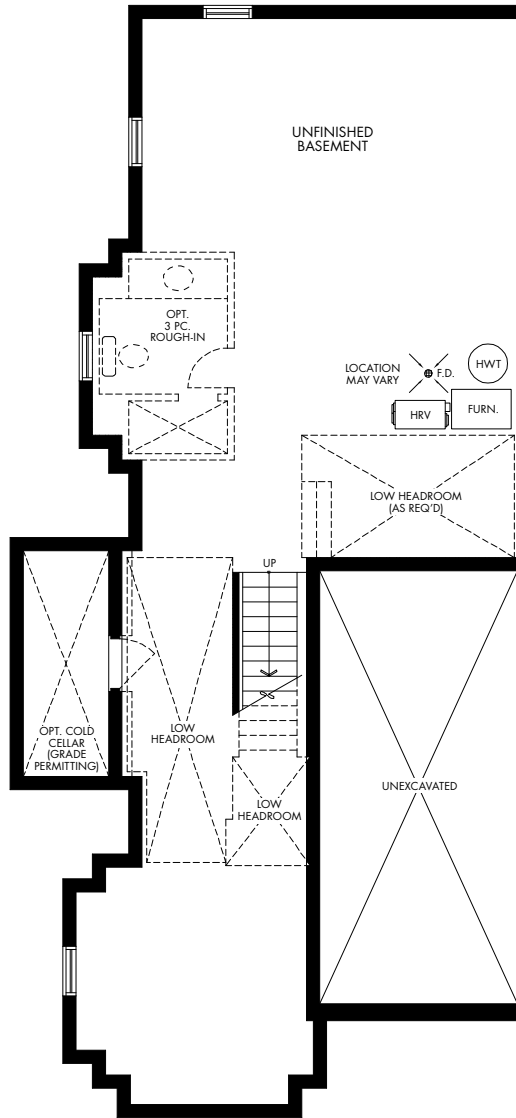 UNFINISHED
BASEMENT
OPT.
3 PC.
ROUGH-IN
LOCATION
MAY VARY
F.D.
HWT
HRV
FURN.
LOW HEADROOM
(AS REQ'D)
UP
OPT. COLD
CELLAR
(GRADE
PERMITTING)
LOW
HEADROOM
LOW
HEADROOM
UNEXCAVATED